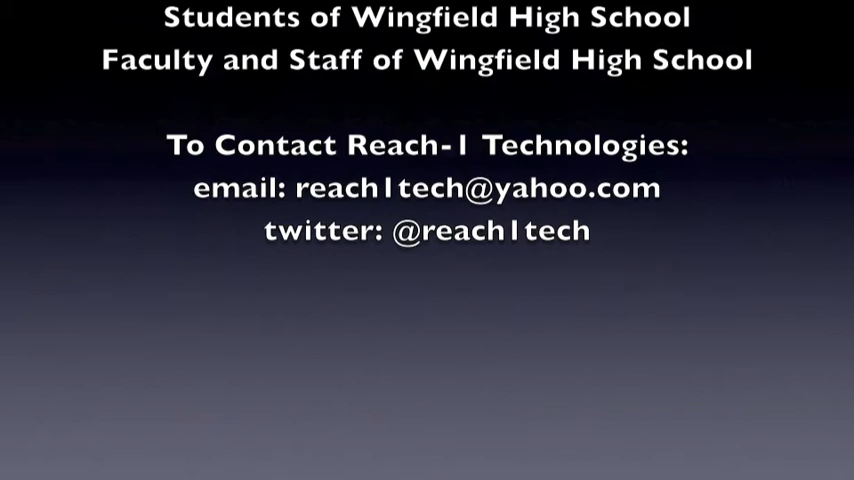 Students of Wingfield High School
Faculty and Staff of Wingfield High School
To Contact Reach-1 Technologies:
email: reach1tech@yahoo.com
twitter: @reach1tech